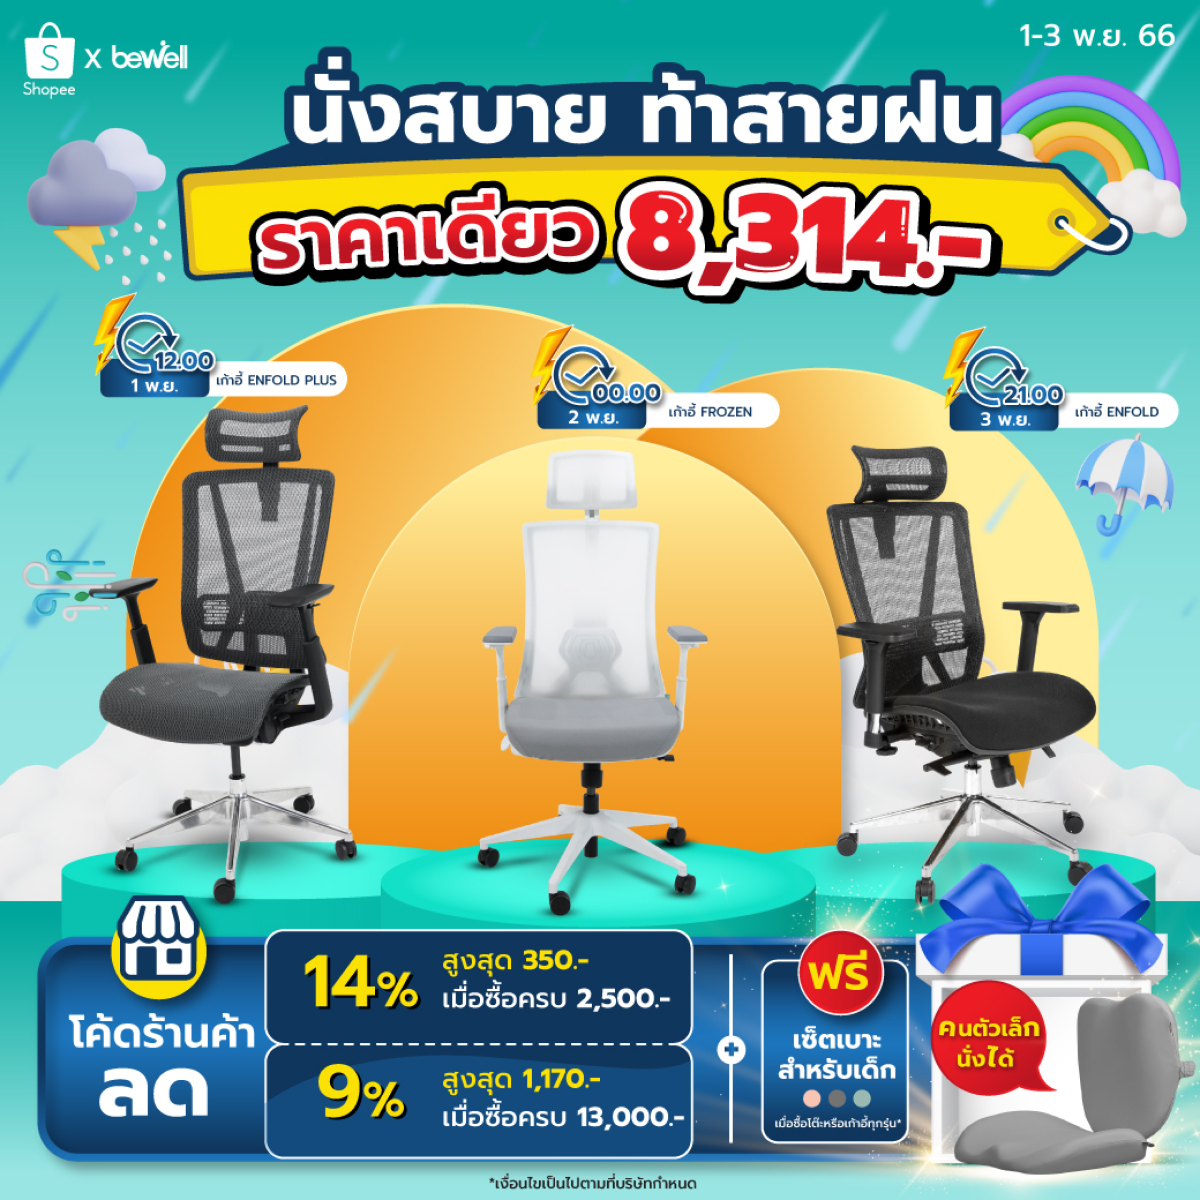 Shopee X bewell
1-3 พ.ย. 66
นั่งสบาย ท้าสายฝน
ราคาเดียว 8,314.-
12.00
1 พ.ย.
เก้าอี้ ENFOLD PLUS
00.00
2 พ.ย.
เก้าอี้ FROZEN
21.00
3 พ.ย.
เก้าอี้ ENFOLD
โค้ดร้านค้า
ลด
14%
สูงสุด 350.-
เมื่อซื้อครบ 2,500.-
9%
สูงสุด 1,170.-
เมื่อซื้อครบ 13,000.-
+
ฟรี
เซ็ตเบาะ
สำหรับเด็ก
เมื่อซื้อโต๊ะหรือเก้าอี้ทุกรุ่น*
คนตัวเล็ก
นั่งได้
*เงื่อนไขเป็นไปตามที่บริษัทกำหนด